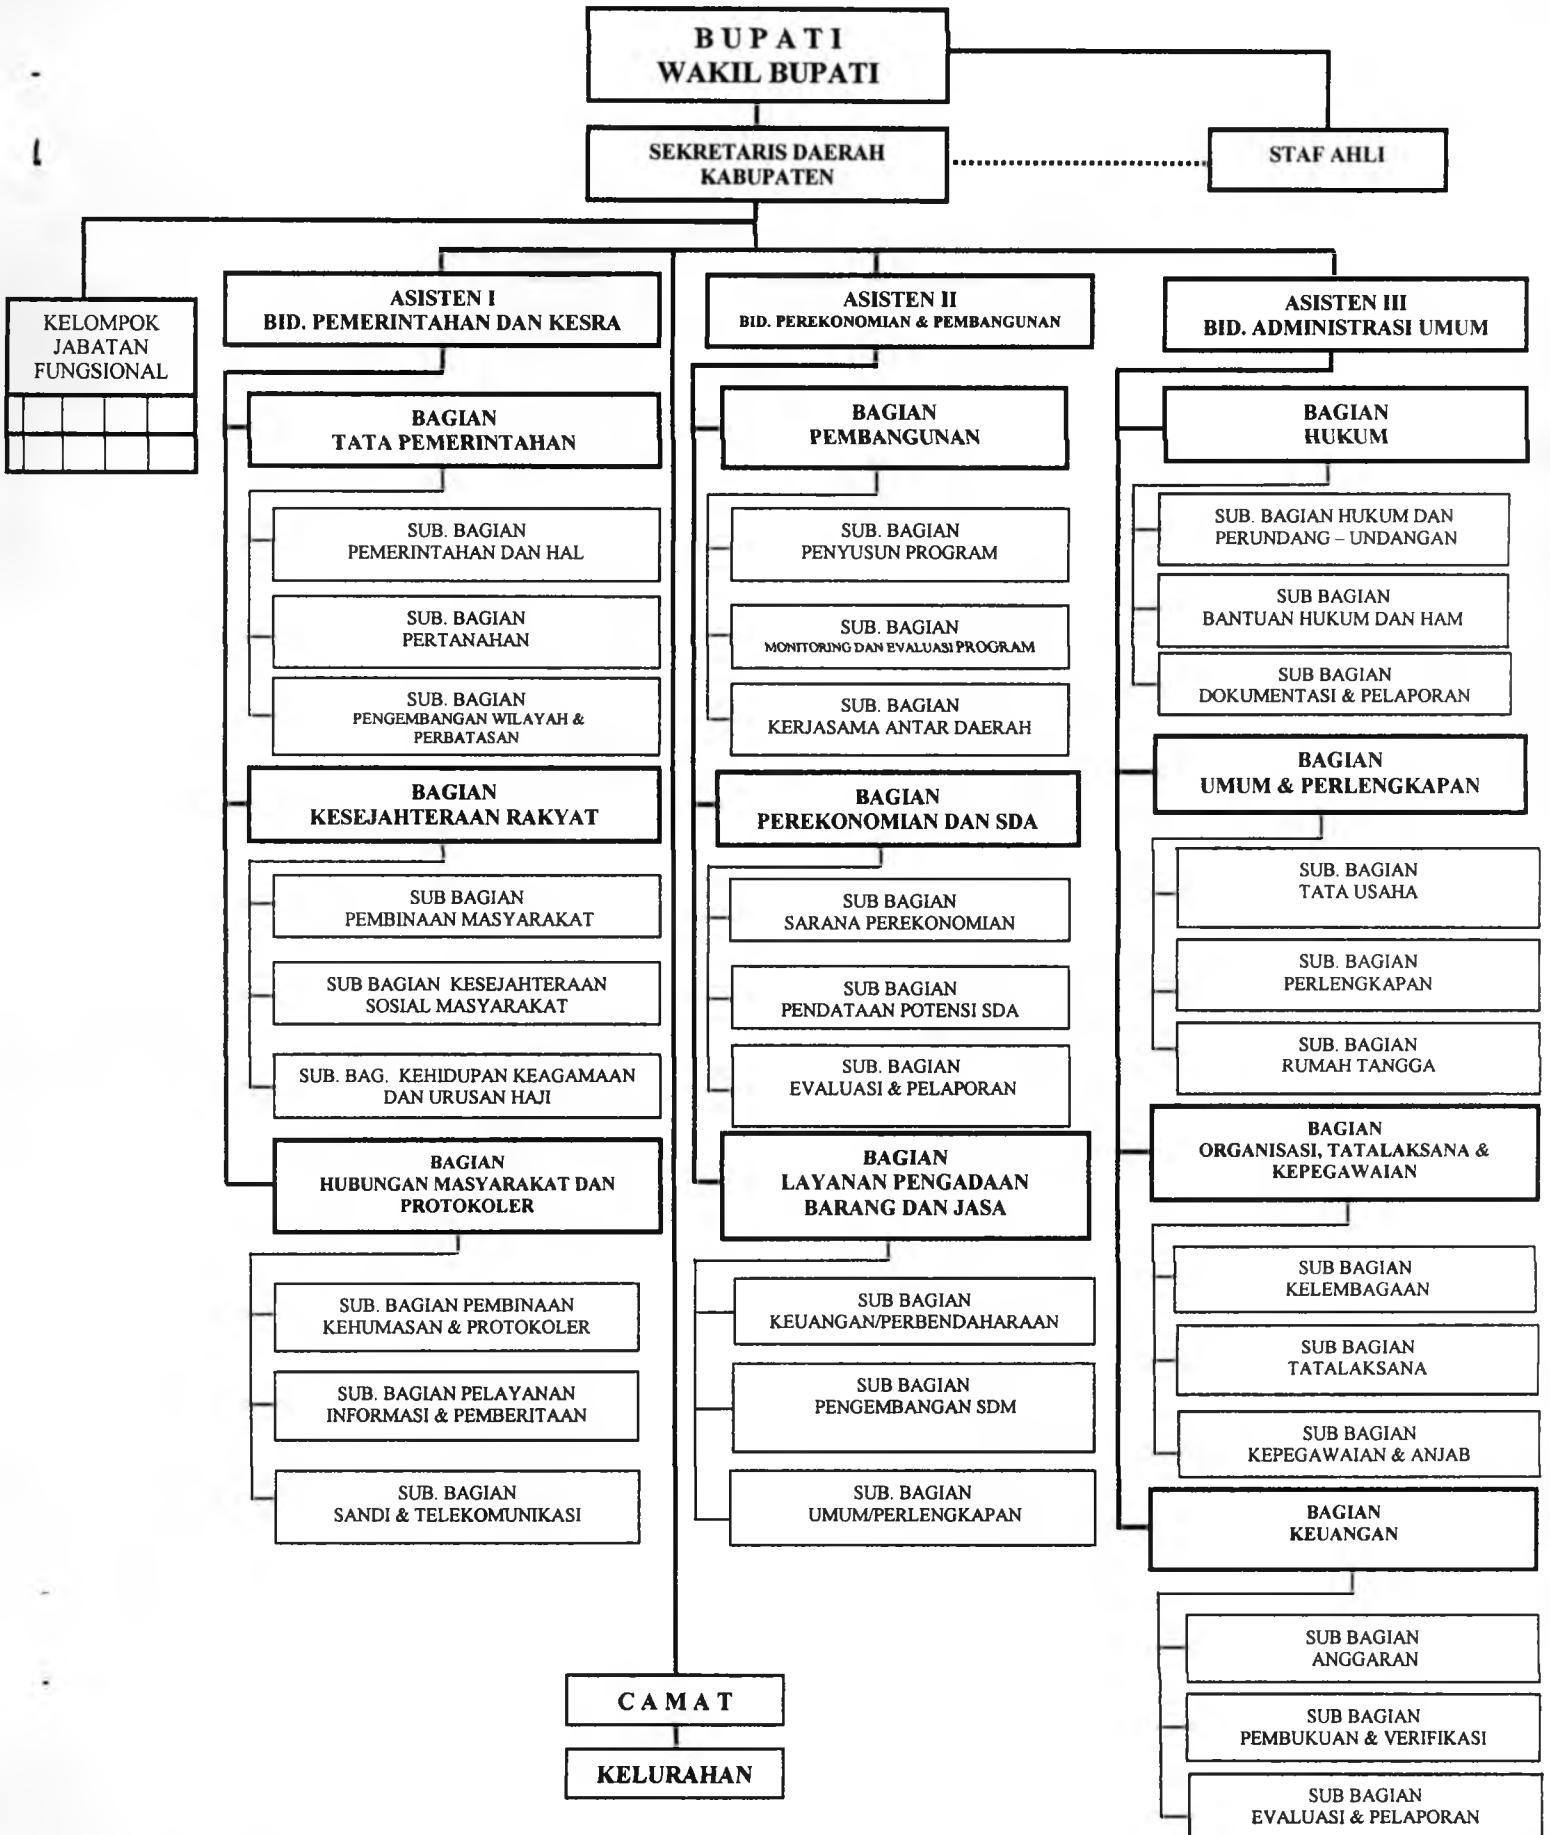 B U P A T I
WAKIL BUPATI
SEKRETARIS DAERAH
KABUPATEN
STAF AHLI
KELOMPOK
JABATAN
FUNGSIONAL
ASISTEN I
BID. PEMERINTAHAN DAN KESRA
BAGIAN
TATA PEMERINTAHAN
SUB. BAGIAN
PEMERINTAHAN DAN HAL
SUB. BAGIAN
PERTANAHAN
SUB. BAGIAN
PENGEMBANGAN WILAYAH &
PERBATASAN
BAGIAN
KESEJAHTERAAN RAKYAT
SUB BAGIAN
PEMBINAAN MASYARAKAT
SUB BAGIAN KESEJAHTERAAN
SOSIAL MASYARAKAT
SUB. BAG. KEHIDUPAN KEAGAMAAN
DAN URUSAN HAJI
BAGIAN
HUBUNGAN MASYARAKAT DAN
PROTOKOLER
SUB. BAGIAN PEMBINAAN
KEHUMASAN & PROTOKOLER
SUB. BAGIAN PELAYANAN
INFORMASI & PEMBERITAAN
SUB. BAGIAN
SANDI & TELEKOMUNIKASI
ASISTEN II
BID. PEREKONOMIAN & PEMBANGUNAN
BAGIAN
PEMBANGUNAN
SUB. BAGIAN
PENYUSUN PROGRAM
SUB. BAGIAN
MONITORING DAN EVALUASI PROGRAM
SUB. BAGIAN
KERJASAMA ANTAR DAERAH
BAGIAN
PEREKONOMIAN DAN SDA
SUB BAGIAN
SARANA PEREKONOMIAN
SUB BAGIAN
PENDATAAN POTENSI SDA
SUB. BAGIAN
EVALUASI & PELAPORAN
BAGIAN
LAYANAN PENGADAAN
BARANG DAN JASA
SUB BAGIAN
KEUANGAN/PERBENDAHARAAN
SUB BAGIAN
PENGEMBANGAN SDM
SUB. BAGIAN
UMUM/PERLENGKAPAN
ASISTEN III
BID. ADMINISTRASI UMUM
BAGIAN
HUKUM
SUB. BAGIAN HUKUM DAN
PERUNDANG – UNDANGAN
SUB BAGIAN
BANTUAN HUKUM DAN HAM
SUB BAGIAN
DOKUMENTASI & PELAPORAN
BAGIAN
UMUM & PERLENGKAPAN
SUB. BAGIAN
TATA USAHA
SUB. BAGIAN
PERLENGKAPAN
SUB. BAGIAN
RUMAH TANGGA
BAGIAN
ORGANISASI, TATALAKSANA &
KEPEGAWAIAN
SUB BAGIAN
KELEMBAGAAN
SUB BAGIAN
TATALAKSANA
SUB BAGIAN
KEPEGAWAIAN & ANJAB
BAGIAN
KEUANGAN
SUB BAGIAN
ANGGARAN
SUB BAGIAN
PEMBUKUAN & VERIFIKASI
SUB BAGIAN
EVALUASI & PELAPORAN
C A M A T
KELURAHAN